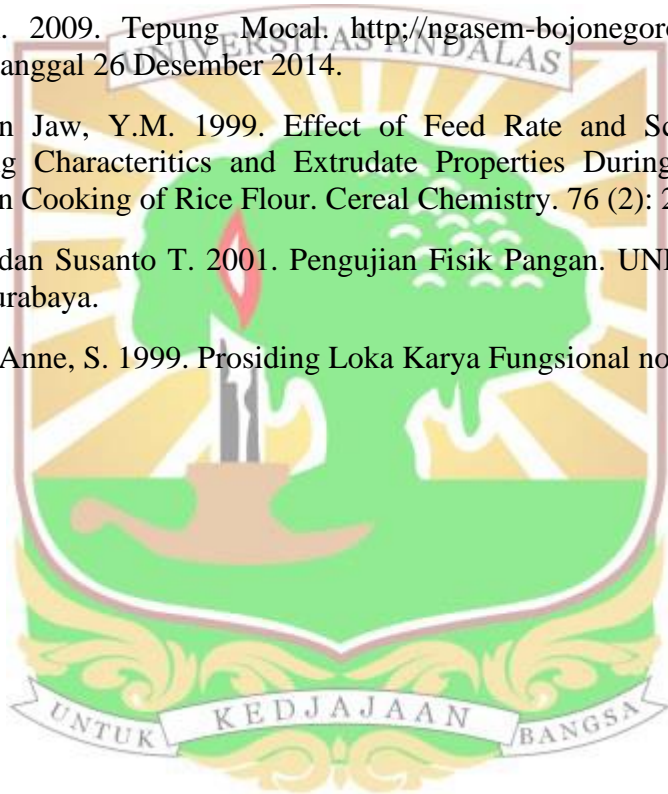 . 2009. Tepung Mocal. http;//ngasem-bojonegoro
UNIVERSITAS ANDALAS
anggal 26 Desember 2014.
n Jaw, Y.M. 1999. Effect of Feed Rate and Sc
g Characteritics and Extrudate Properties During
n Cooking of Rice Flour. Cereal Chemistry. 76 (2): 2
dan Susanto T. 2001. Pengujian Fisik Pangan. UNI
urabaya.
Anne, S. 1999. Prosiding Loka Karya Fungsional no
UNTUK KEDJAJAAN BANGSA